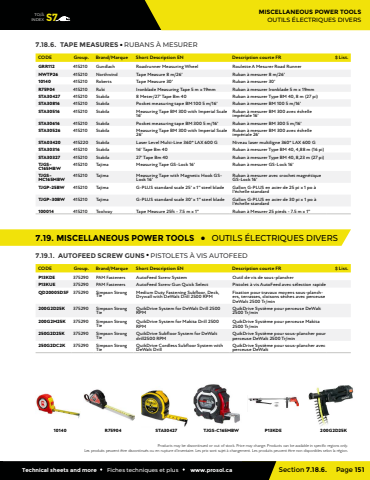 TOLS INDEX S7.
MISCELLANEOUS POWER TOOLS
OUTILS ÉLECTRIQUES DIVERS
7.18.6. TAPE MEASURES • RUBANS À MESURER
CODE Group. Brand/Marque Short Description EN Description courte FR $ List.
GRR112 415210 Gundlach Roadrunner Measuring Wheel Roulette A Mesurer Road Runner
NWTP26 415210 Northrind Tape Measure 8 m/26' Ruban à mesurer 8 m/26'
10140 415210 Roberts Tape Measure 30' Ruban à mesurer 30'
R75904 415210 Rubi Ironblade Measuring Tape 5 m x 19mm Ruban à mesurer Ironblade 5 m x 19mm
STA30427 415210 Stabila 8 Meter/27' Tape Bm 40 Ruban à mesurer Type BM 40, 8 m (27 pi)
STA30816 415210 Stabila Pocket measuring tape BM 100 5 m/16' Ruban à mesurer BM 100 5 m/16'
STA30516 415210 Stabila Measuring Tape BM 300 with Imperial Scale Ruban à mesurer BM 300 avec échelle
16' impériale 16'
STA30616 415210 Stabila Pocket measuring tape BM 300 5 m/16' Ruban à mesurer BM 300 5 m/16'
STA30526 415210 Stabila Measuring Tape BM 300 with Imperial Scale Ruban à mesurer BM 300 avec échelle
26' impériale 26'
STA03420 415220 Stabila Laser Level Multi-Line 360° LAX 600 G Niveau laser multiligne 360° LAX 600 G
STA30316 415210 Stabila 16' Tape Bm 40 Ruban à mesurer Type BM 40, 4,88 m (16 pi)
STA30327 415210 Stabila 27' Tape Bm 40 Ruban à mesurer Type BM 40, 8,23 m (27 pi)
TJGS- 415210 Tajima Measuring Tape GS-Lock 16' Ruban à mesurer GS-Lock 16'
C165MBW
TJGS- 415210 Tajima Measuring Tape with Magnetic Hook GS- Ruban à mesurer avec crochet magnétique
MC165MBW Lock 16' GS-Lock 16'
TJGP-25BW 415210 Tajima G-PLUS standard scale 25' x 1" steel blade Galon G-PLUS en acier de 25 pi x 1 po à
l'échelle standard
TJGP-30BW 415210 Tajima G-PLUS standard scale 30' x 1" steel blade Galon G-PLUS en acier de 30 pi x 1 po à
l'échelle standard
100014 415210 Toolway Tape Measure 25ft - 7.5 m x 1" Ruban à Mesurer 25 pieds - 7.5 m x 1"
7.19. MISCELLANEOUS POWER TOOLS • OUTILS ÉLECTRIQUES DIVERS
7.19.1. AUTOFEED SCREW GUNS • PISTOLETS À VIS AUTOFEED
CODE Group. Brand/Marque Short Description EN Description courte FR $ List.
P13KDE 375290 PAM Fasteners Autofeed Screw System Outil de vis de sous-plancher
P13KUE 375290 PAM Fasteners Autofeed Screw Gun Quick Select Pistolet à vis Autofeed avec sélection rapide
QD2000SDSF 375290 Simpson Strong Medium Duty Fastening Subfloor, Deck, Fixation pour travaux moyens sous-planch-
Tie Drywall with DeWalt Drill 2500 RPM ers, terrasses, cloisons sèches avec perceuse
DeWalt 2500 Tr/min
200G2D25K 375290 Simpson Strong QuikDrive System for DeWalt Drill 2500 QuikDrive Système pour perceuse DeWalt
Tie RPM 2500 Tr/min
200G2M25K 375290 Simpson Strong QuikDrive System for Makita Drill 2500 QuikDrive Système pour perceuse Makita
Tie RPM 2500 Tr/min
250G2D25K 375290 Simpson Strong QuikDrive Subfloor System for DeWalt QuikDrive Système pour sous-plancher pour
Tie drill2500 RPM perceuse DeWalt 2500 Tr/min
250G2DC2K 375290 Simpson Strong QuikDrive Cordless Subfloor System with QuikDrive Système pour sous-plancher avec
Tie DeWalt Drill perceuse DeWalt
10140 R75904 STA30427 TJGS-C165MBW P13KDE 200G2D25K
Products may be discontinued or out of stock. Price may change. Products can be available in specific regions only.
Les produits peuvent être discontinués ou en rupture d'inventaire. Les prix sont sujet à changement. Les produits peuvent être non disponibles selon la région.
Technical sheets and more • Fiches techniques et plus • www.prosol.ca Section 7.18.6. Page 151